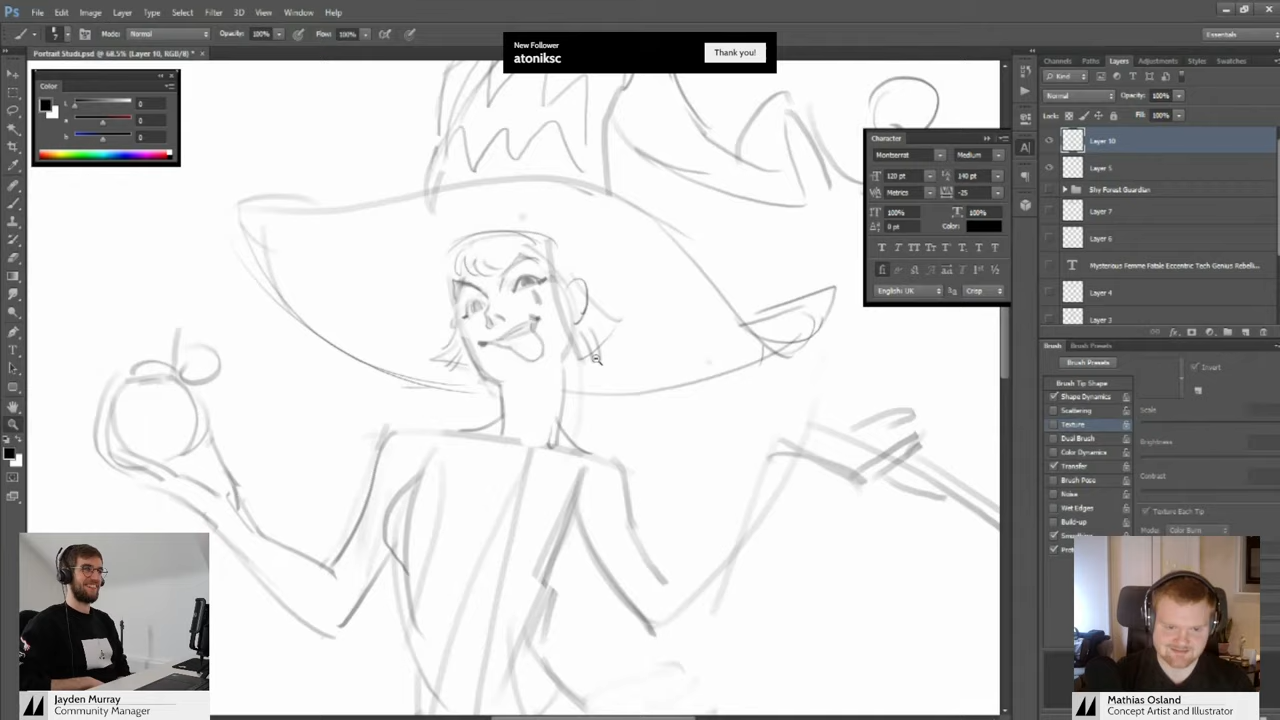 Ps File Edit Image Layer Type Select Filter 3D View Window Help
Mode: Normal Opacity: 100% Flow: 100% Essentials
Portrait Studi.psd @ 68.5% (Layer 10, RGB/8) *
New Follower
atoniksc
Thank you!
Color
L 0
a 0
b 0
Character
Montserrat Medium
120 pt 140 pt
Metrics -25
100% 100%
0 pt Color:
English: UK Crisp
Channels Paths Layers Adjustments Styles Swatches
Kind
Normal Opacity: 100%
Lock: Fill: 100%
Layer 10
Layer 5
Shy Forest Guardian
Layer 7
Layer 6
Mysterious Femme Fatale Eccentric Tech Genius Rebelli...
Layer 4
Layer 3
Brush Brush Presets
Brush Presets
Invert
Brush Tip Shape
Shape Dynamics
Scattering
Texture
Dual Brush
Color Dynamics
Transfer
Brush Pose
Noise
Wet Edges
Build-up
Scale
Brightness
Contrast
Texture Each Tip
Mode: Color Burn
Jayden Murray
Community Manager
Mathias Osland
Concept Artist and Illustrator